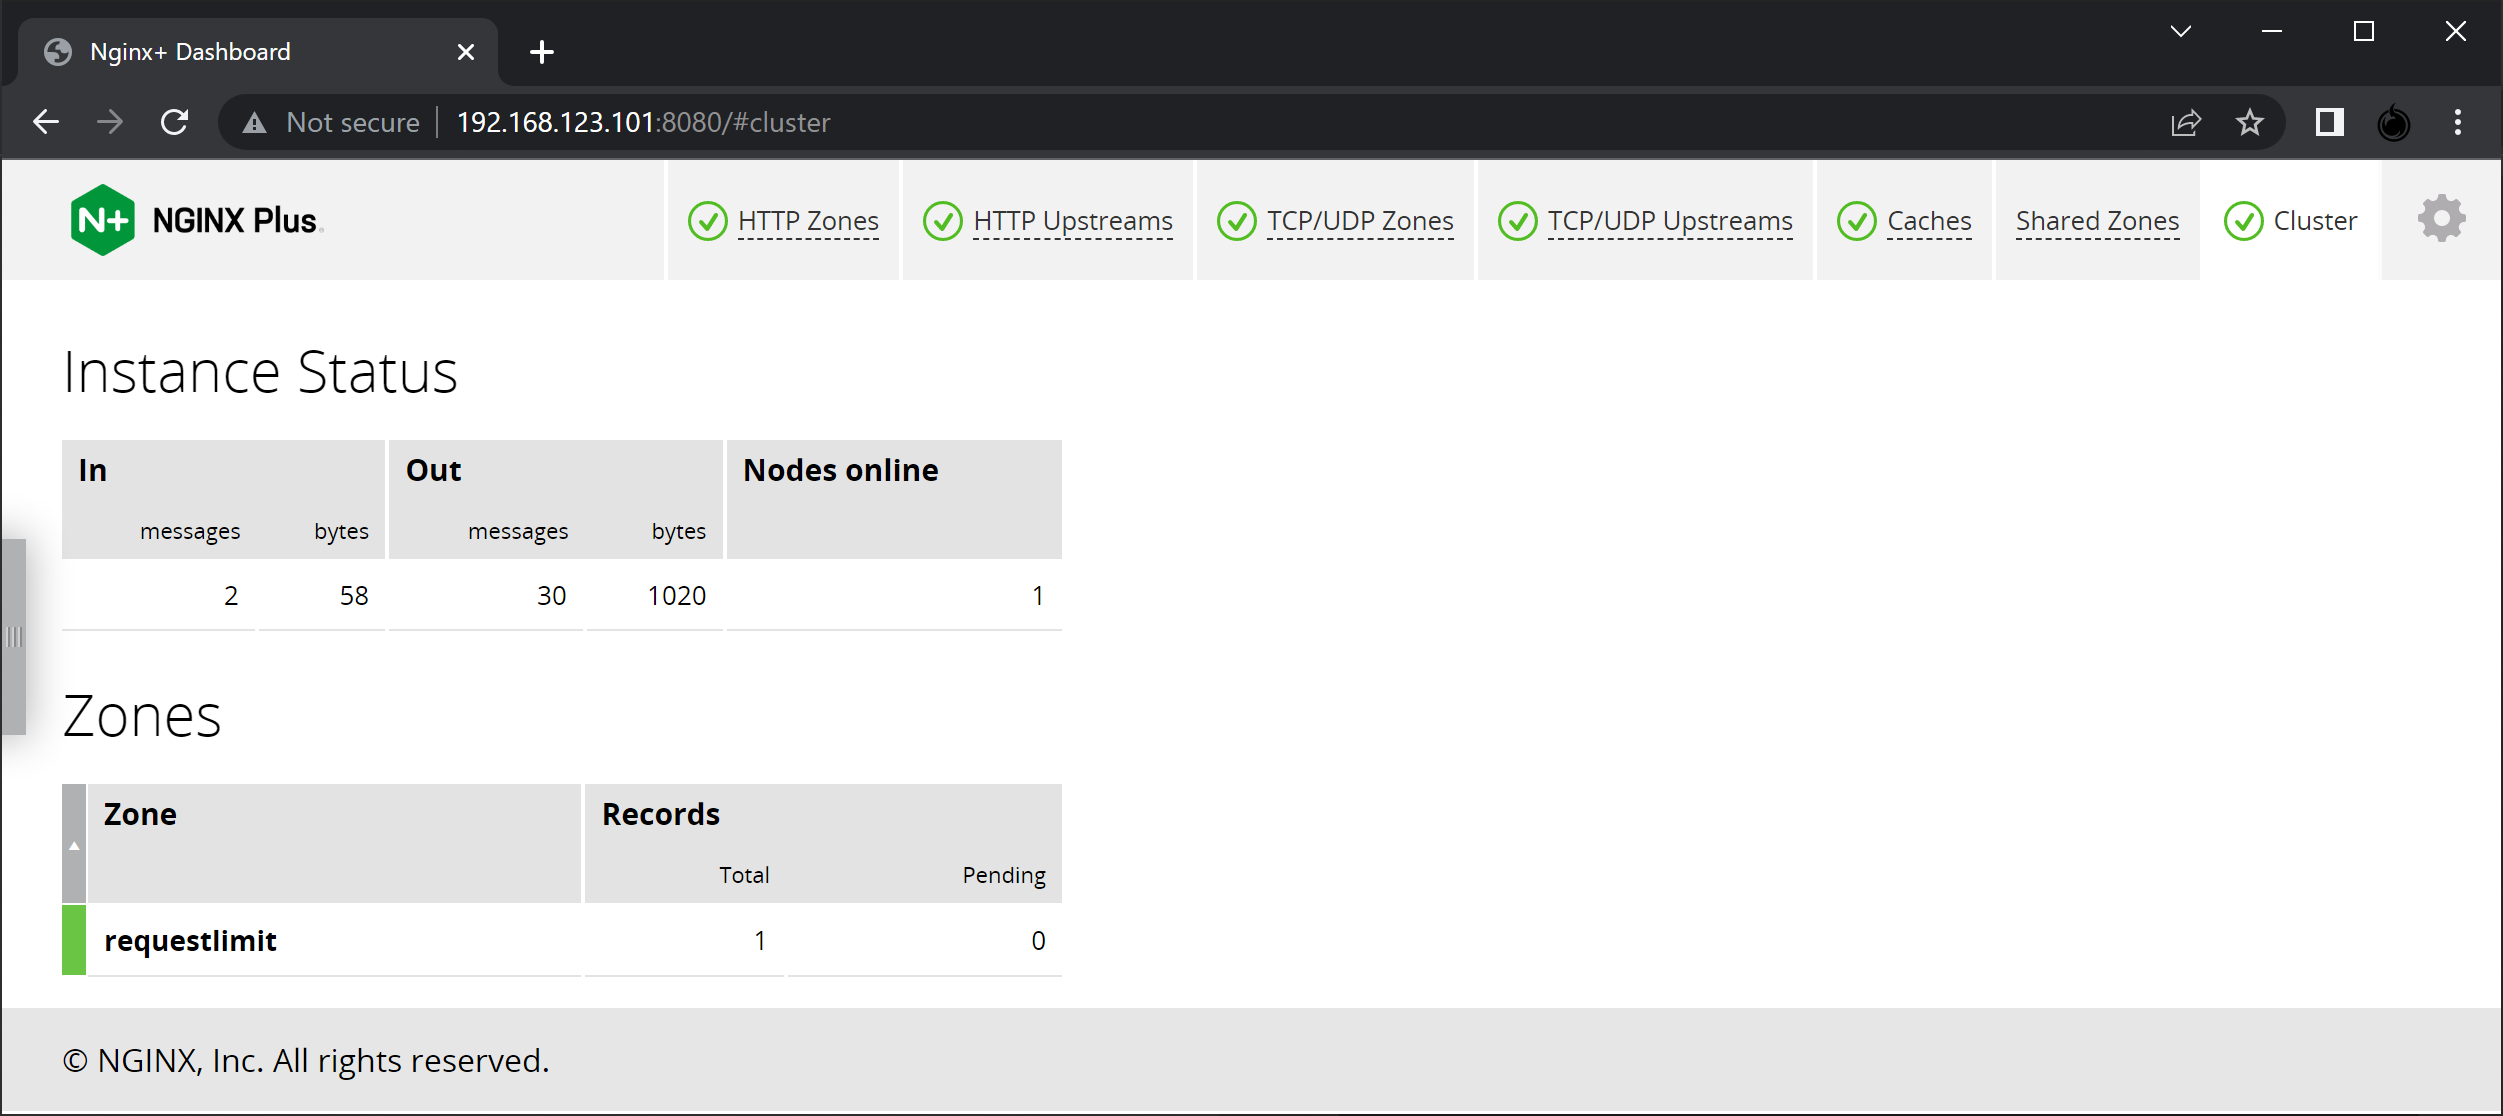 Nginx+ Dashboard
Not secure 192.168.123.101:8080/#cluster
N+ NGINX Plus HTTP Zones HTTP Upstreams TCP/UDP Zones TCP/UDP Upstreams Caches Shared Zones Cluster
Instance Status
In Out Nodes online
messages bytes messages bytes
2 58 30 1020 1
Zones
Zone Records
Total Pending
requestlimit 1 0
© NGINX, Inc. All rights reserved.